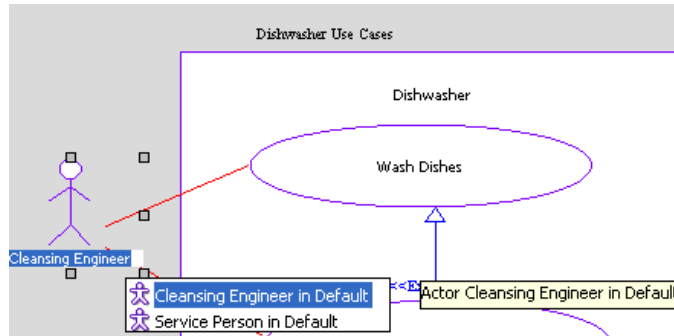 Dishwasher Use Cases
Dishwasher
Wash Dishes
Cleansing Engineer
<<E
Cleansing Engineer in Default
Actor Cleansing Engineer in Default
Service Person in Default